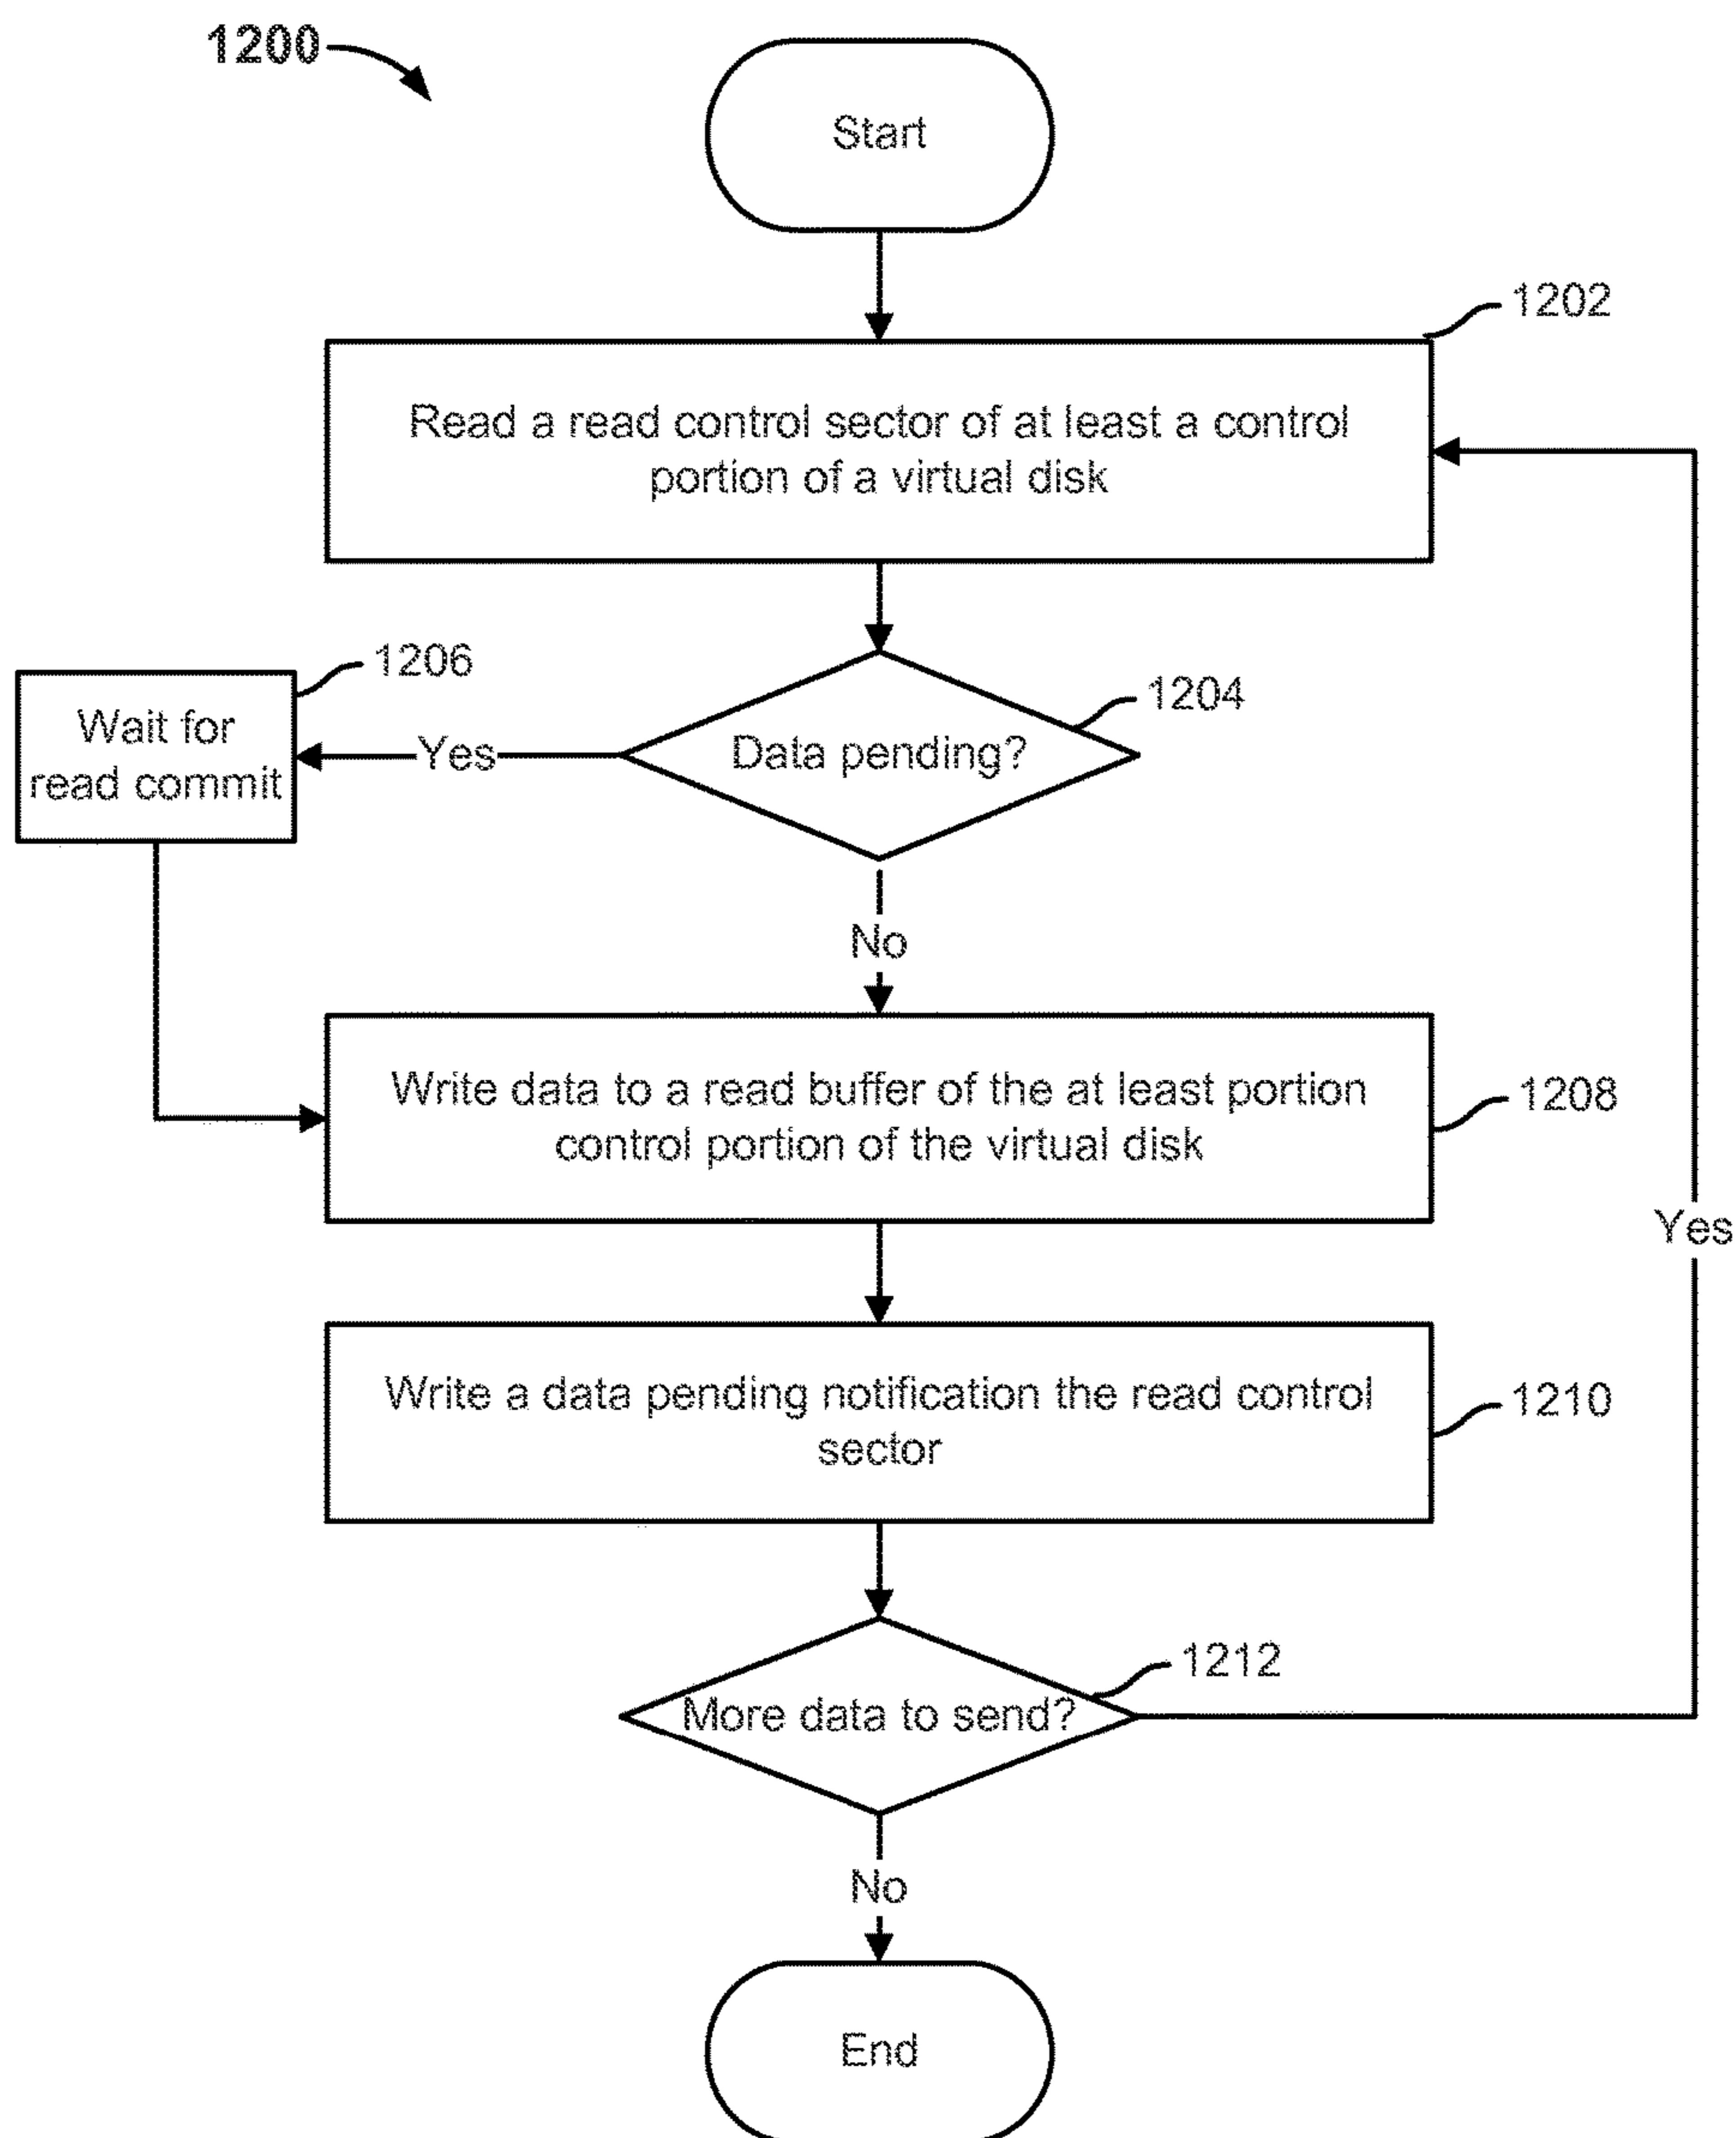 1200
Start
1202
Read a read control sector of at least a control
portion of a virtual disk
1206
Wait for
read commit
Yes
1204
Data pending?
No
Write data to a read buffer of the at least portion
control portion of the virtual disk
1208
Yes
Write a data pending notification the read control
sector
1210
1212
More data to send?
No
End